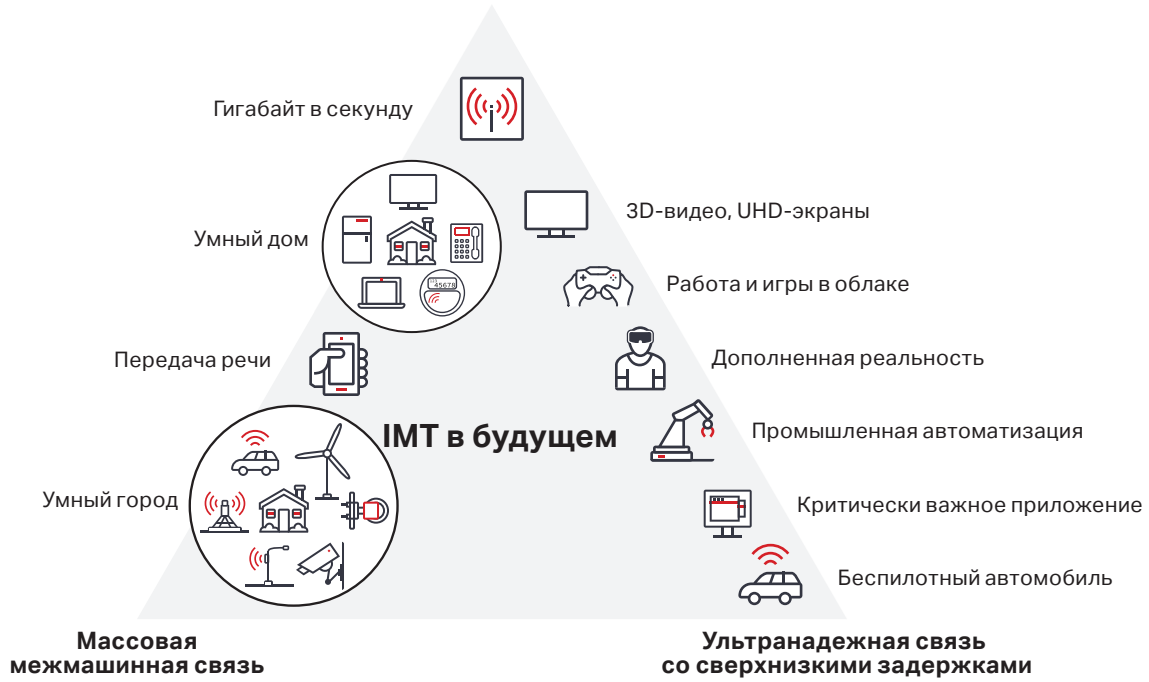 Гигабайт в секунду
3D-видео, UHD-экраны
Умный дом
45678
Работа и игры в облаке
Передача речи
Дополненная реальность
IMT в будущем
Промышленная автоматизация
Умный город
Критически важное приложение
Беспилотный автомобиль
Массовая
межмашинная связь
Ультранадежная связь
со сверхнизкими задержками